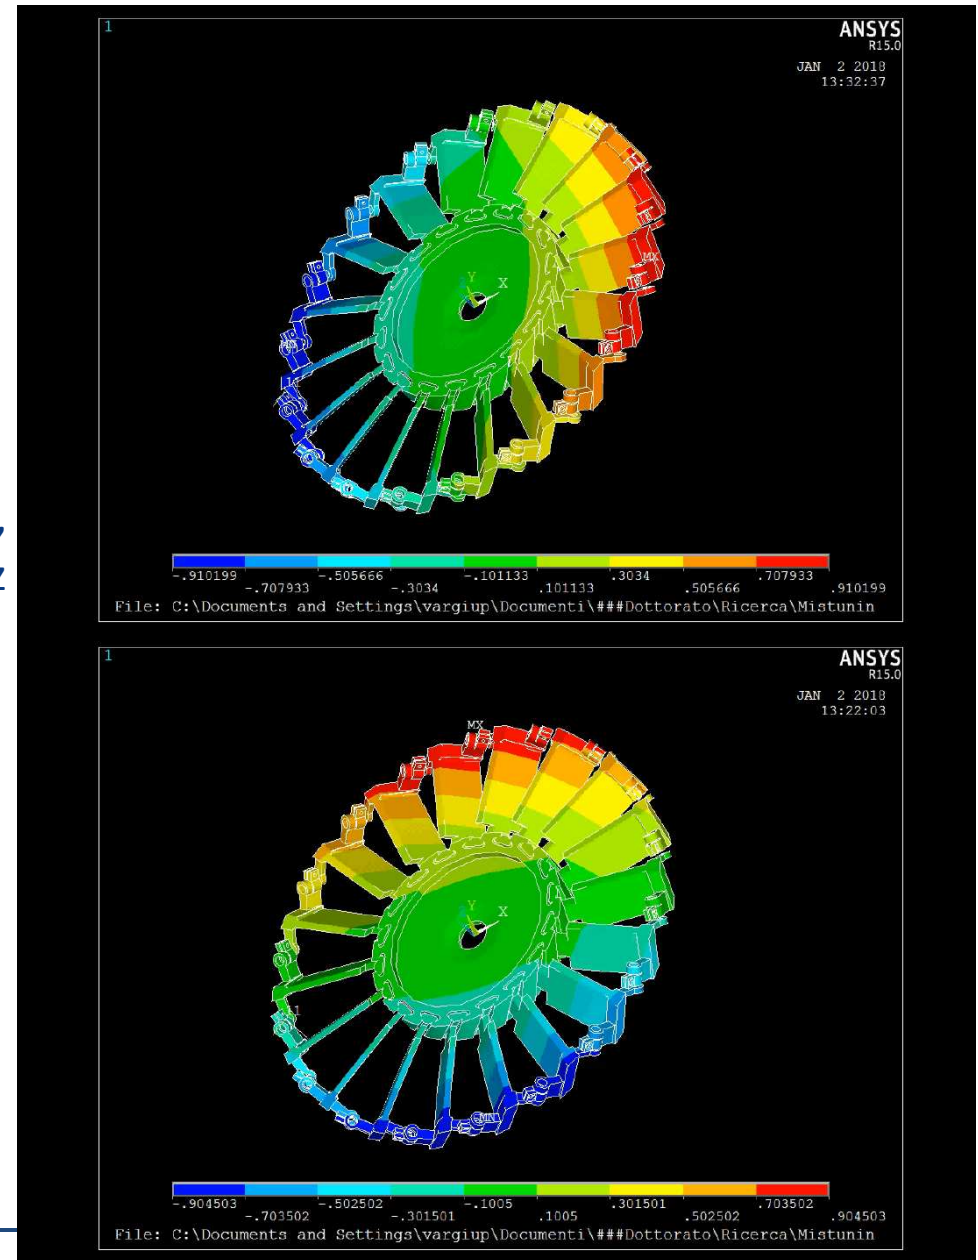 1
ANSYS
R15.0
JAN 2 2018
13:32:37
Y
X
MX
-.910199 -.505666 -.101133 .3034 .707933
-.707933 -.3034 .101133 .505666 .910199
File: C:\Documents and Settings\vargiup\Documenti\###Dottorato\Ricerca\Mistunin
1
ANSYS
R15.0
JAN 2 2018
13:22:03
MX
Y
X
MN
-.904503 -.502502 -.1005 .301501 .703502
-.703502 -.301501 .1005 .502502 .904503
File: C:\Documents and Settings\vargiup\Documenti\###Dottorato\Ricerca\Mistunin